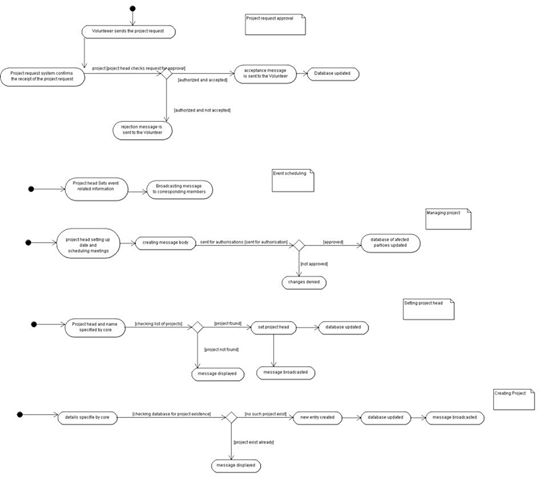 Project request approval
Volunteer sends the project request
Project request system confirms
the receipt of the project request
project [poject head checks request for approval]
[authorized and accepted]
acceptance message
is sent to the Volunteer
Database updated
[authorized and not accepted]
rejection message is
sent to the Volunteer
Event scheduling
Project head Sets event
related information
Broadcasting message
to corresponding members
Managing project
project head setting up
date and
scheduling meetings
creating message body
sent for authorisations [sent for authorisation]
[approved]
database of afected
partioies updated
[not approved]
changes denied
Setting project head
Project head and name
specified by core
[checking list of projects]
[project found]
set project head
database updated
[project not found]
message displayed
message broadcasted
Creating Project
details specifie by core
[checking database for project existence]
[no such project exist]
new entry created
database updated
message broadcasted
[project exist already]
message displayed